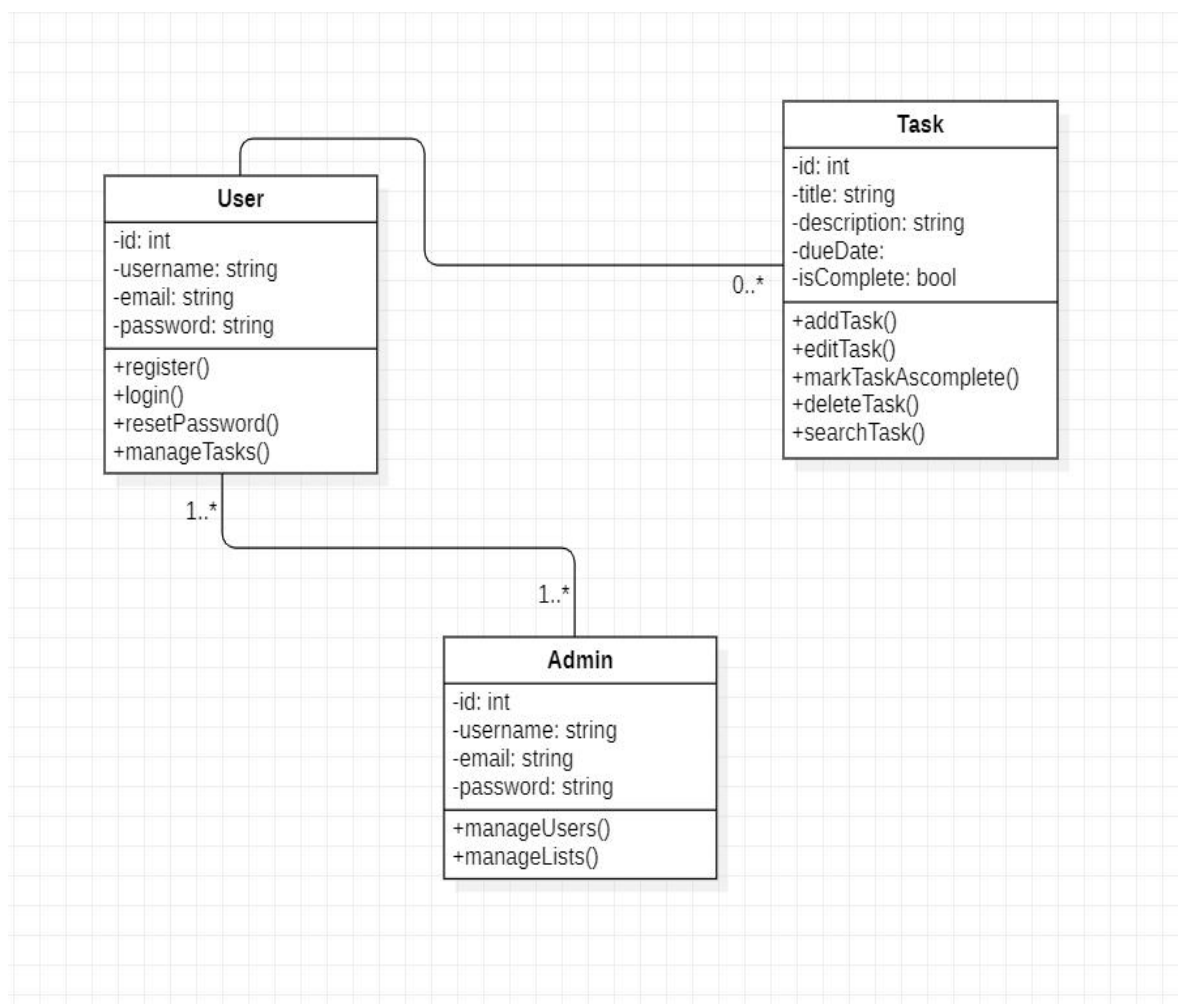 User
-id: int
-username: string
-email: string
-password: string
+register()
+login()
+resetPassword()
+manageTasks()
Task
-id: int
-title: string
-description: string
-dueDate:
-isComplete: bool
+addTask()
+editTask()
+markTaskAscomplete()
+deleteTask()
+searchTask()
0..*
1..*
1..*
Admin
-id: int
-username: string
-email: string
-password: string
+manageUsers()
+manageLists()